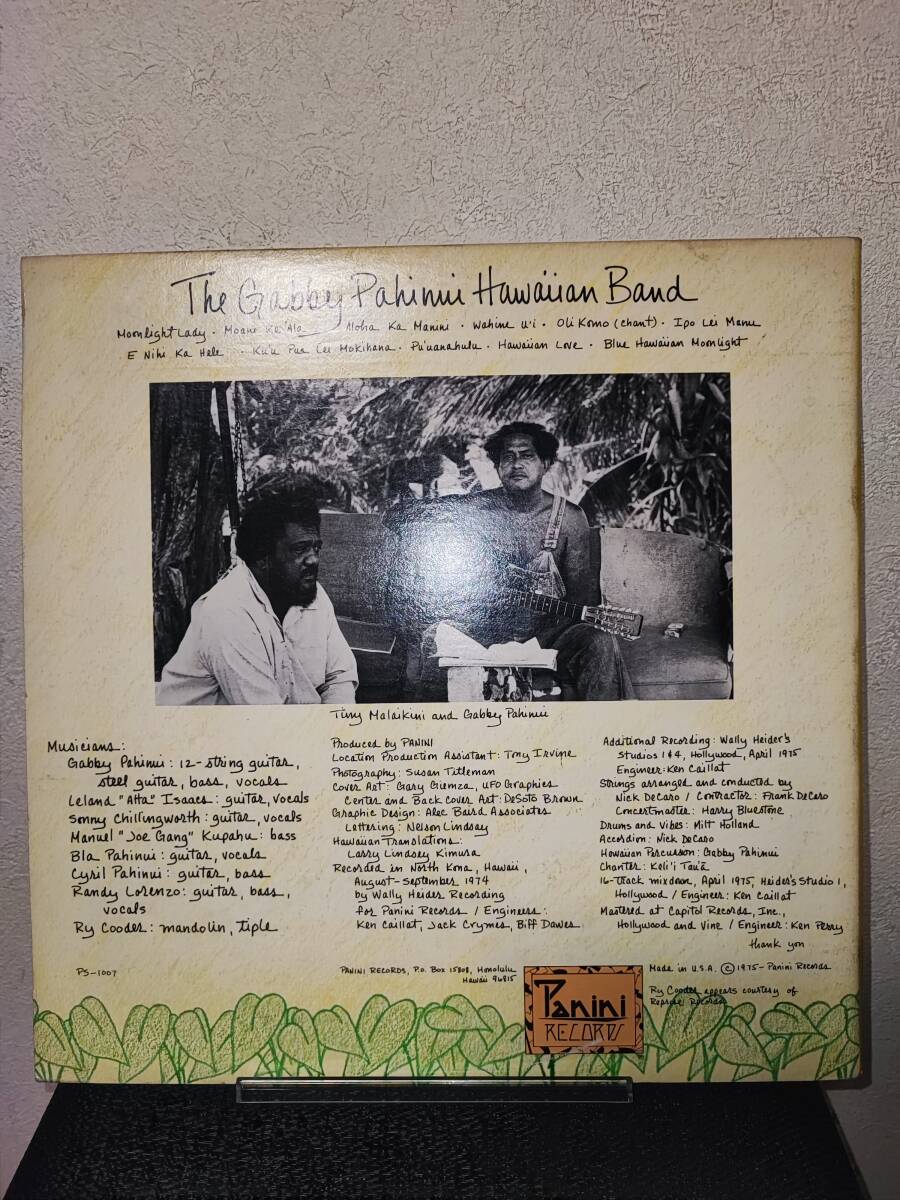 The Gabby Pahinui Hawaiian Band
Moonlight Lady · Moani Ke 'Ala · Aloha Ka Manini · Wahine U'i · Oli Komo (chant) · Ipo Lei Manu
E Nihi Ka Hele · Ku'u Pua Lei Mokihana · Pu'uanahulu · Hawaiian Love · Blue Hawaiian Moonlight
Tiny Malaikini and Gabby Pahinui
Musicians:
Gabby Pahinui: 12-string guitar,
steel guitar, bass, vocals
Leland "Atta" Isaacs: guitar, vocals
Sonny Chillingworth: guitar, vocals
Manuel "Joe Gang" Kupahu: bass
Bla Pahinui: guitar, vocals
Cyril Pahinui: guitar, bass
Randy Lorenzo: guitar, bass,
vocals
Ry Cooder: mandolin, tiple
PS-1007
Produced by PANINI
Location Production Assistant: Tony Irvine
Photography: Susan Titleman
Cover Art: Gary Giemza, UFO Graphics
Center and Back Cover Art: DeSoto Brown
Graphic Design: Alec Baird Associates
Lettering: Nelson Lindsay
Hawaiian Translations:
Larry Lindsey Kimura
Recorded in North Kona, Hawaii,
August-September 1974
by Wally Heider Recording
for Panini Records / Engineers:
Ken Caillat, Jack Crymes, Biff Dawes
PANINI RECORDS, P.O. Box 15808, Honolulu
Hawaii 96815
Additional Recording: Wally Heider's
Studios 1 & 4, Hollywood, April 1975
Engineer: Ken Caillat
Strings arranged and conducted by
Nick DeCaro / Contractor: Frank DeCaro
Concertmaster: Harry Bluestone
Drums and Vibes: Milt Holland
Accordion: Nick DeCaro
Hawaiian Percussion: Gabby Pahinui
Chanter: Keli'i Tau'a
16-track mixdown, April 1975, Heider's Studio 1,
Hollywood / Engineer: Ken Caillat
Mastered at Capitol Records, Inc.,
Hollywood and Vine / Engineer: Ken Perry
thank you
Panini
RECORDS
Made in U.S.A. © 1975 - Panini Records
Ry Cooder appears courtesy of
Reprise Records